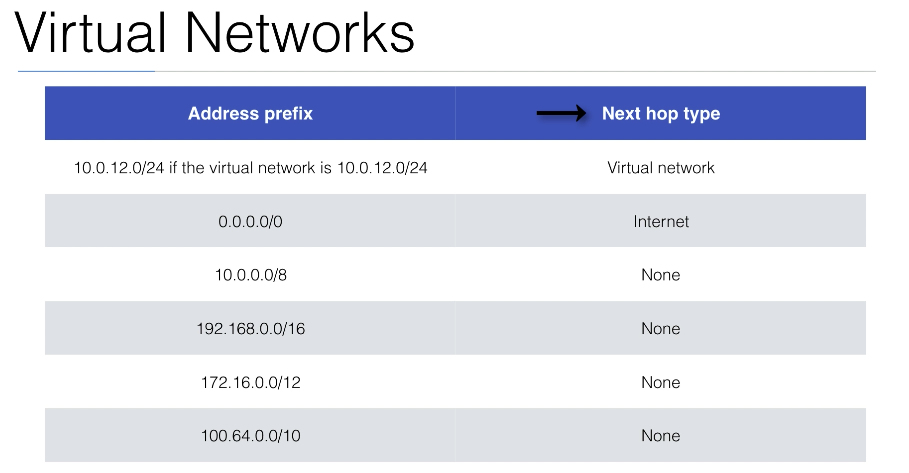 Virtual Networks
Address prefix Next hop type
10.0.12.0/24 if the virtual network is 10.0.12.0/24 Virtual network
0.0.0.0/0 Internet
10.0.0.0/8 None
192.168.0.0/16 None
172.16.0.0/12 None
100.64.0.0/10 None